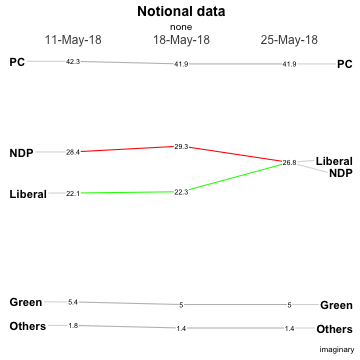 Notional data
none
11-May-18 18-May-18 25-May-18
PC 42.3 41.9 41.9 PC
NDP 28.4 29.3 26.8 Liberal
NDP
Liberal 22.1 22.3
Green 5.4 5 5 Green
Others 1.8 1.4 1.4 Others
imaginary